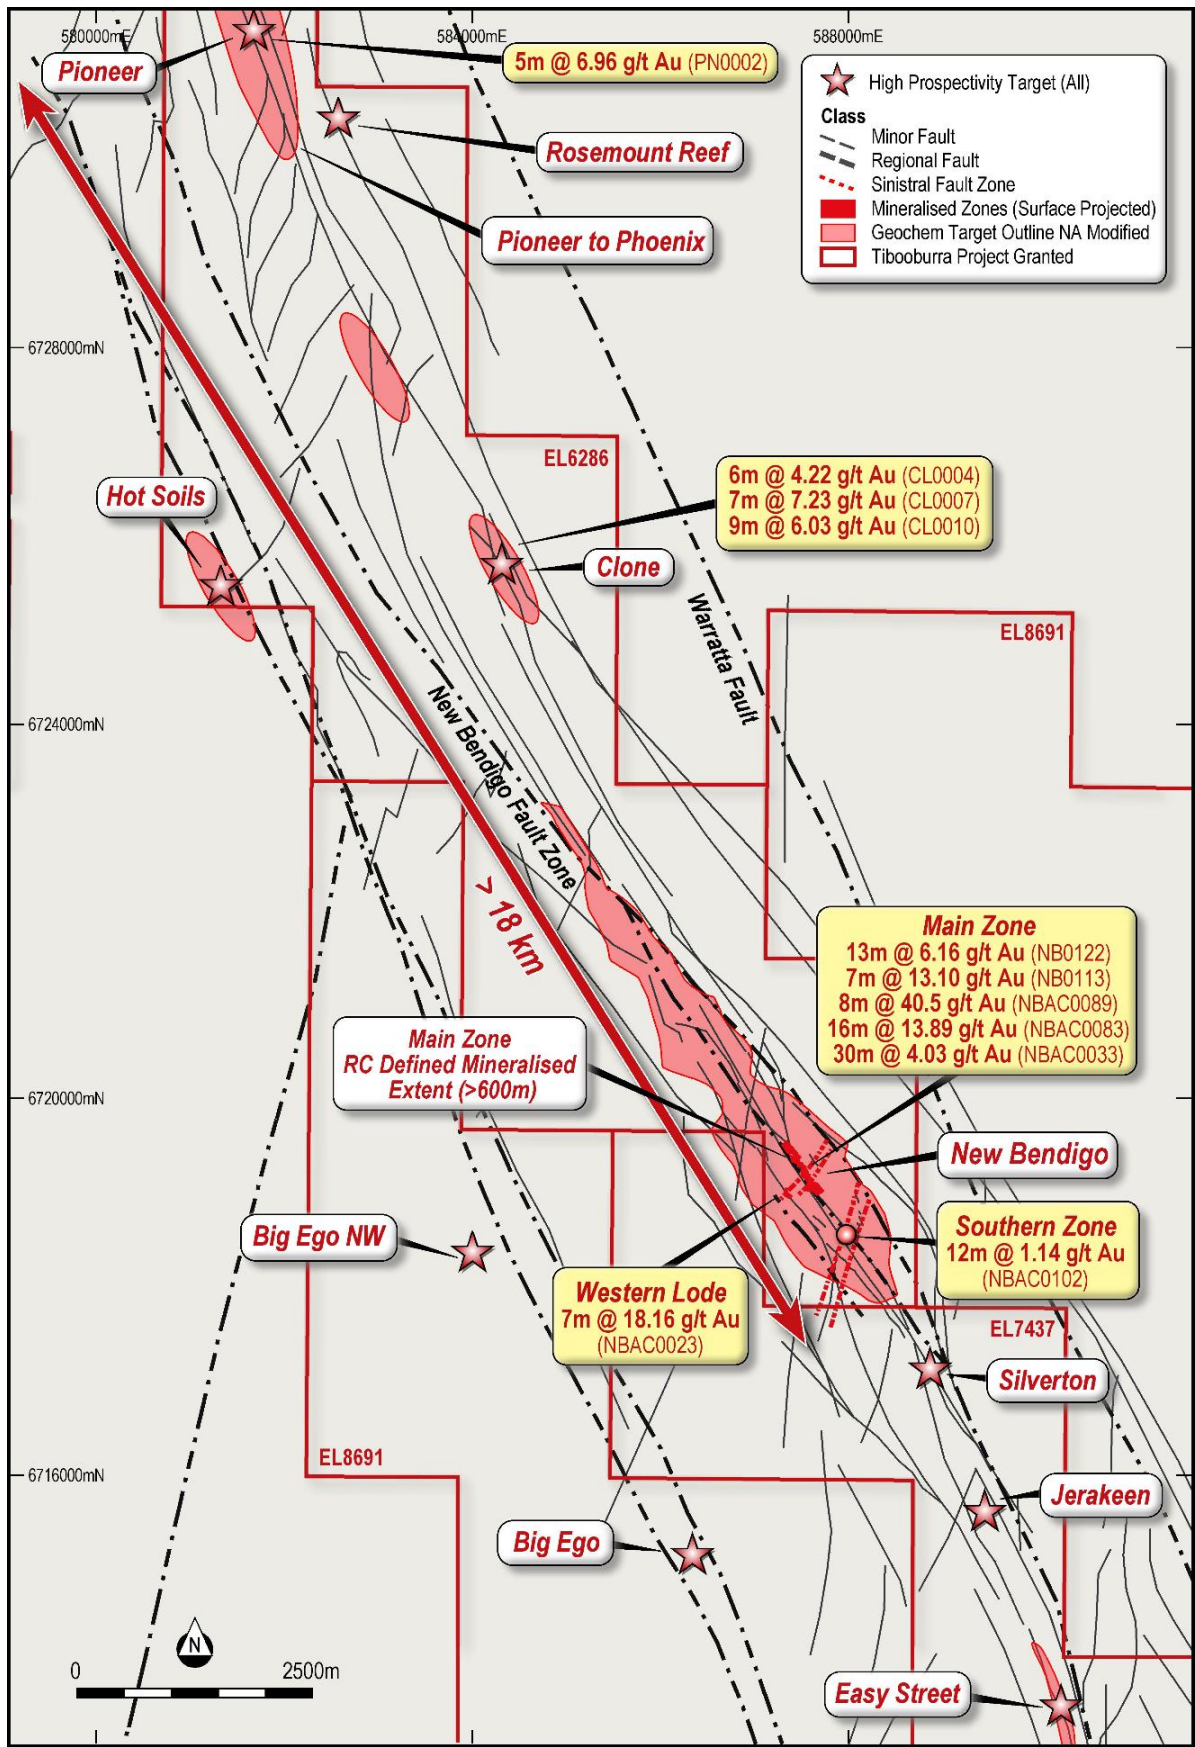 580000mE
584000mE
588000mE
Pioneer
5m @ 6.96 g/t Au (PN0002)
High Prospectivity Target (All)
Class
Minor Fault
Regional Fault
Sinistral Fault Zone
Mineralised Zones (Surface Projected)
Geochem Target Outline NA Modified
Tibooburra Project Granted
Rosemount Reef
Pioneer to Phoenix
6728000mN
EL6286
Hot Soils
6m @ 4.22 g/t Au (CL0004)
7m @ 7.23 g/t Au (CL0007)
9m @ 6.03 g/t Au (CL0010)
Clone
Warratta Fault
EL8691
6724000mN
New Bendigo Fault Zone
> 18 km
Main Zone
13m @ 6.16 g/t Au (NB0122)
7m @ 13.10 g/t Au (NB0113)
8m @ 40.5 g/t Au (NBAC0089)
16m @ 13.89 g/t Au (NBAC0083)
30m @ 4.03 g/t Au (NBAC0033)
Main Zone
RC Defined Mineralised
Extent (>600m)
6720000mN
New Bendigo
Big Ego NW
Southern Zone
12m @ 1.14 g/t Au
(NBAC0102)
Western Lode
7m @ 18.16 g/t Au
(NBAC0023)
EL7437
Silverton
EL8691
6716000mN
Jerakeen
Big Ego
N
0
2500m
Easy Street